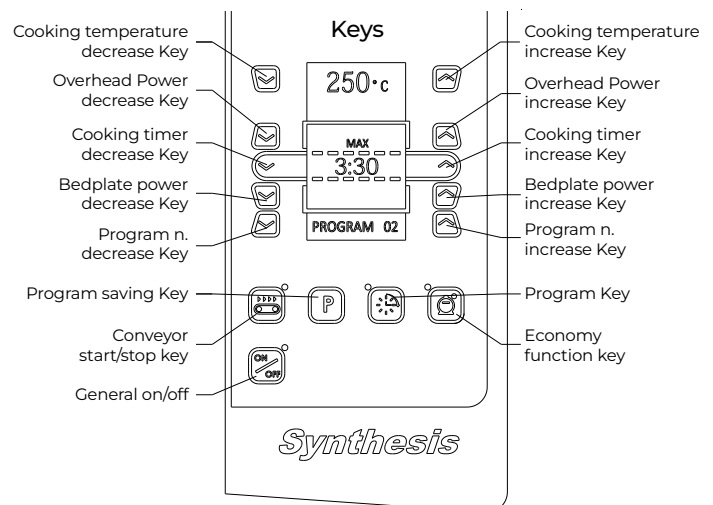 Keys
Cooking temperature
decrease Key
Overhead Power
decrease Key
Cooking timer
decrease Key
Bedplate power
decrease Key
Program n.
decrease Key
Program saving Key
Conveyor
start/stop key
General on/off
250°c
MAX
3:30
PROGRAM 02
P
ON
OFF
Cooking temperature
increase Key
Overhead Power
increase Key
Cooking timer
increase Key
Bedplate power
increase Key
Program n.
increase Key
Program Key
Economy
function key
Synthesis